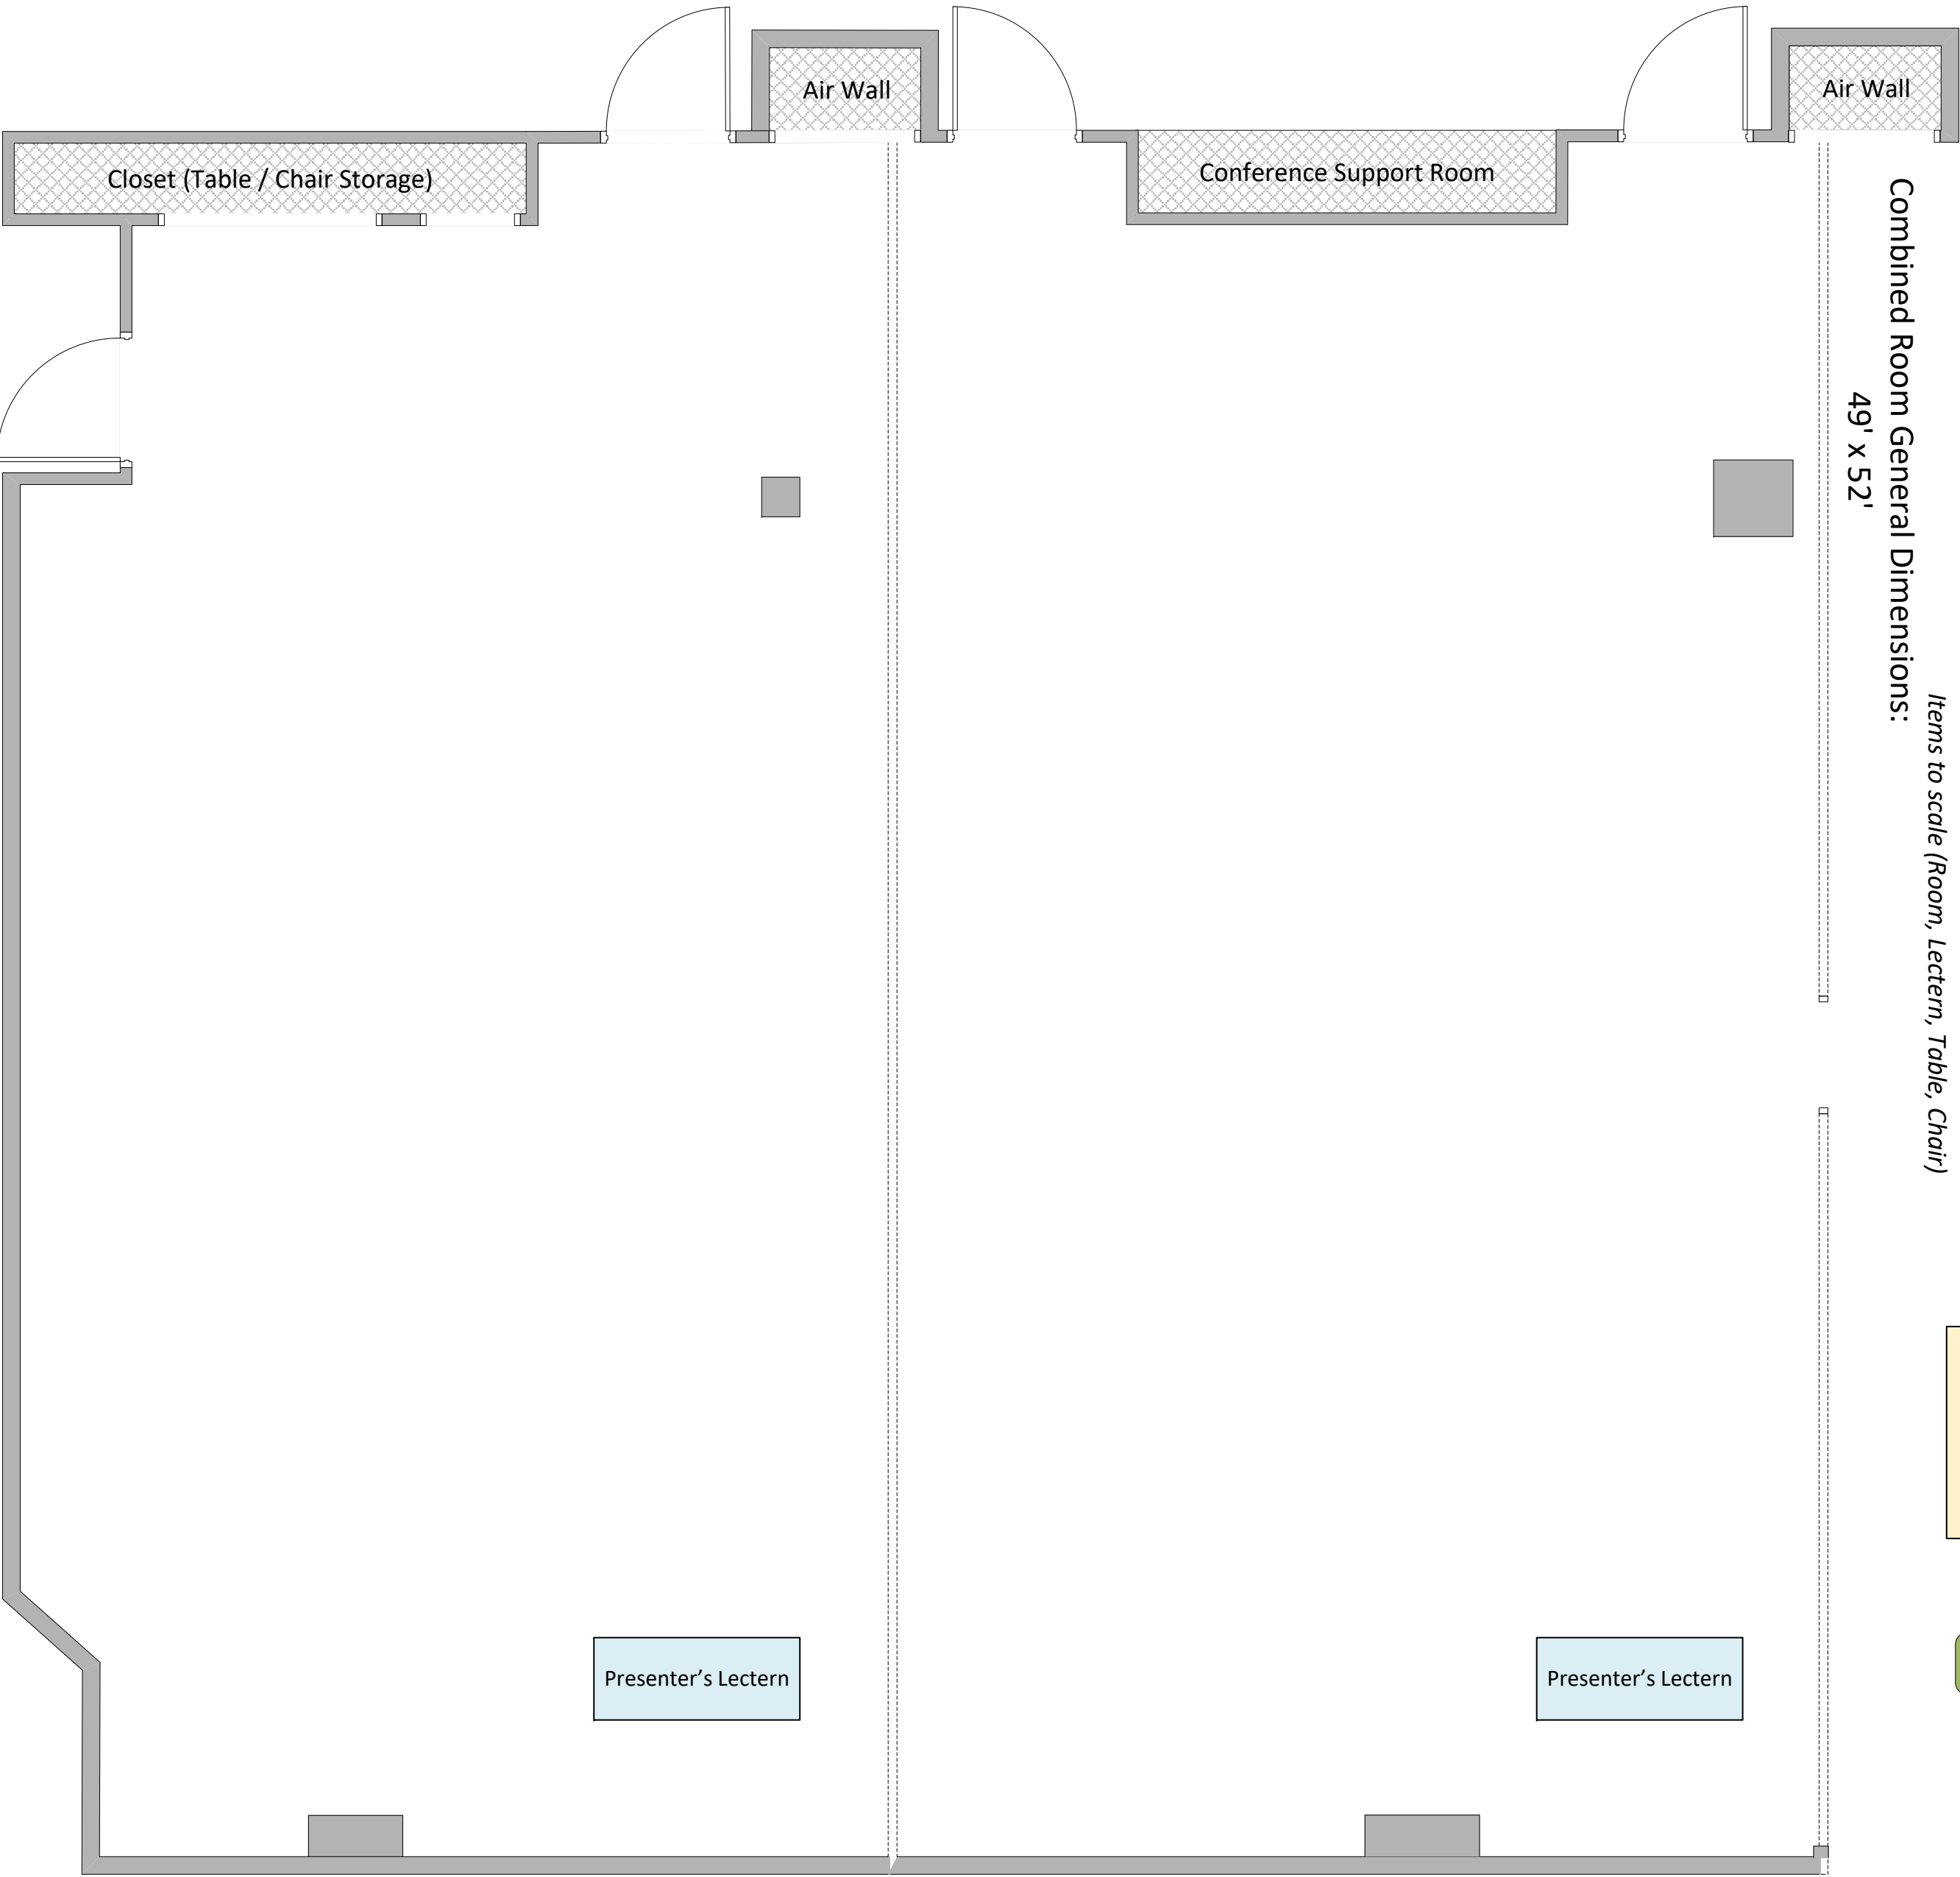 Air Wall
Air Wall
Closet (Table / Chair Storage)
Conference Support Room
Combined Room General Dimensions:
49' x 52'
Items to scale (Room, Lectern, Table, Chair)
Presenter’s Lectern
Presenter’s Lectern